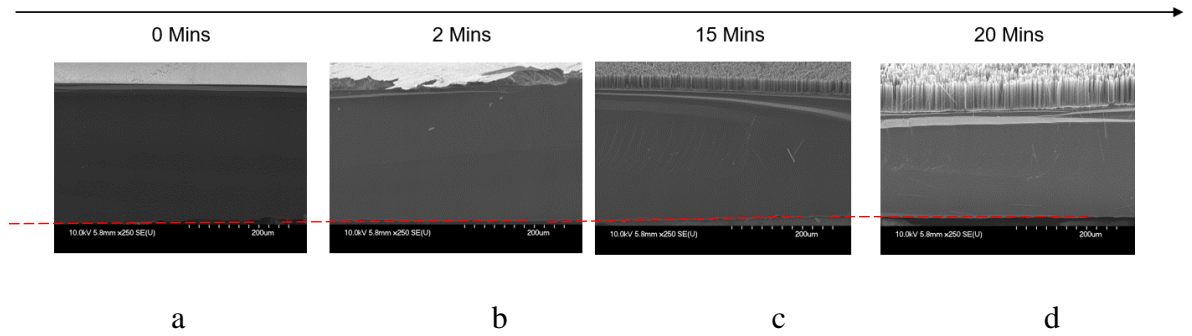 0 Mins
2 Mins
15 Mins
20 Mins
10.0kV 5.8mm x250 SE(U)
200um
10.0kV 5.8mm x250 SE(U)
200um
10.0kV 5.8mm x250 SE(U)
200um
10.0kV 5.8mm x250 SE(U)
200um
a
b
c
d